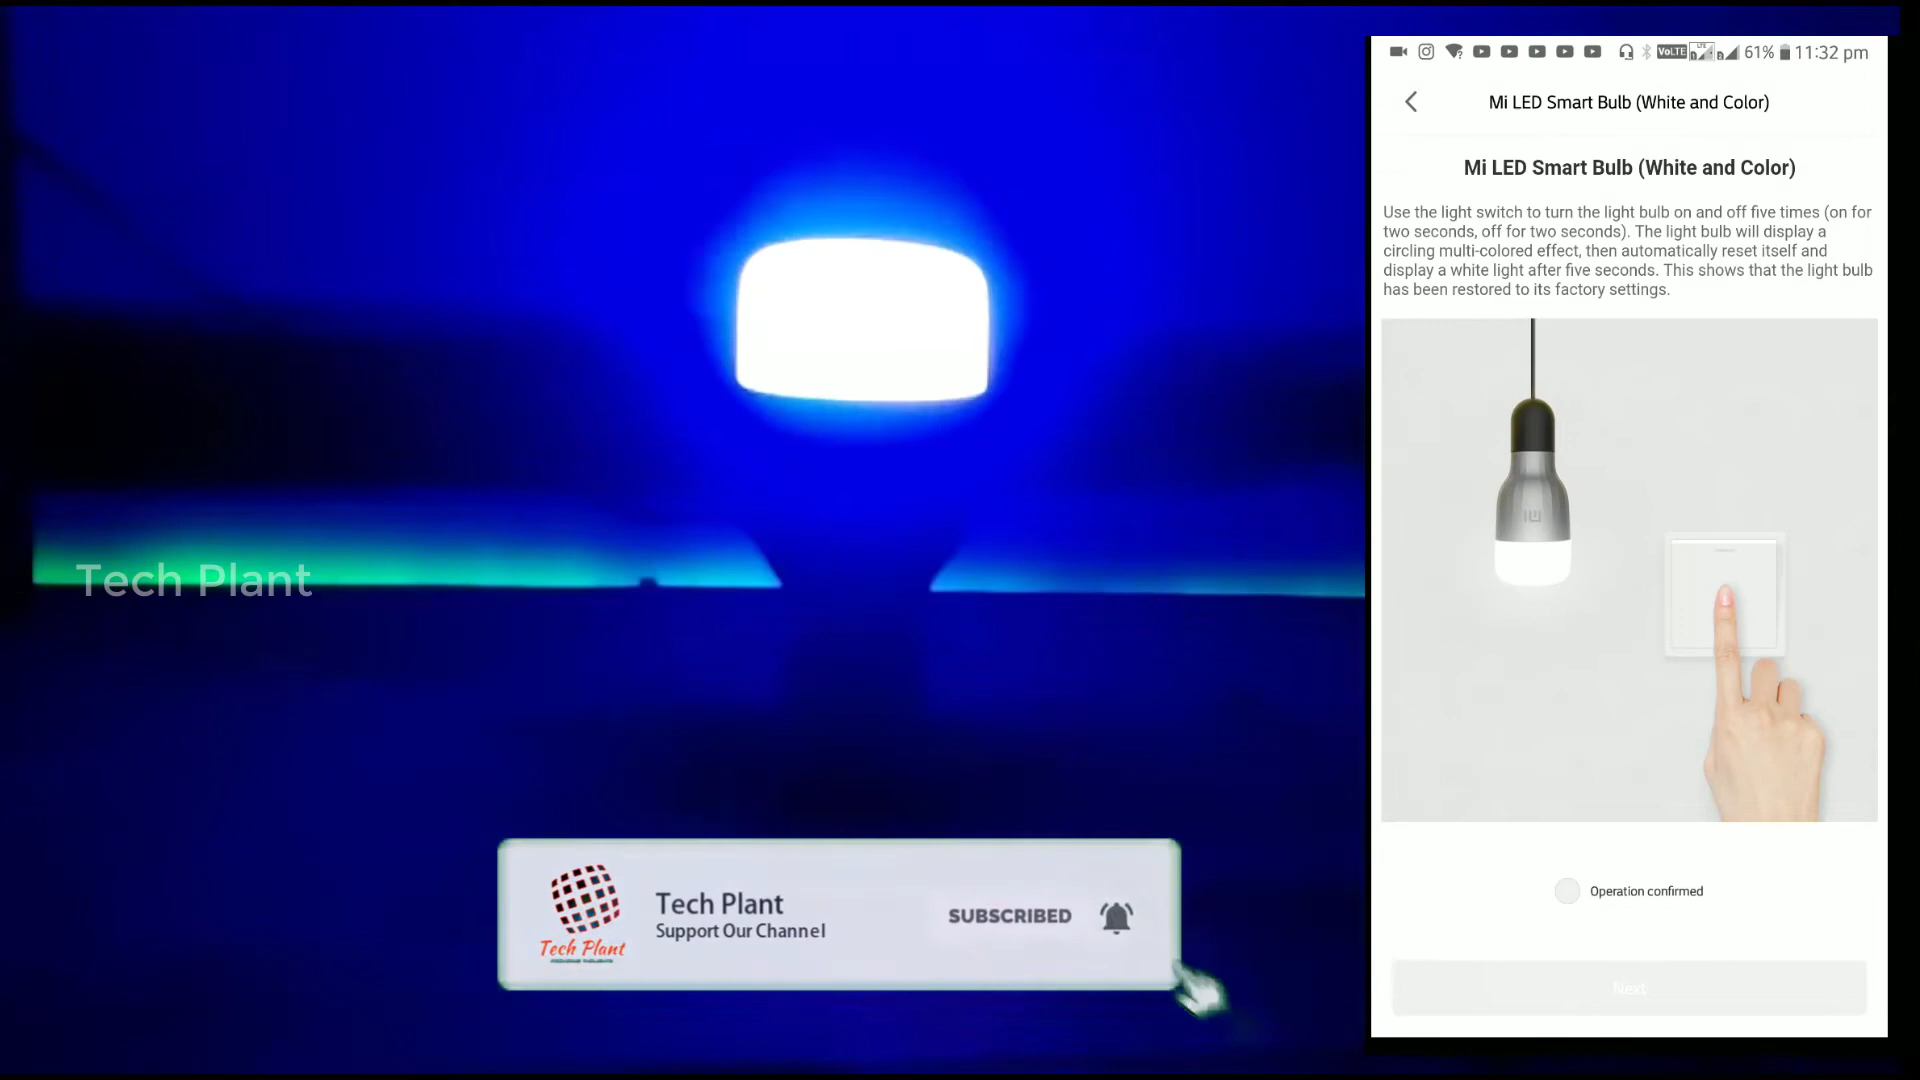 Tech Plant
Tech Plant
Tech Plant
Support Our Channel
SUBSCRIBED
VoLTE
LTE
61%
11:32 pm
Mi LED Smart Bulb (White and Color)
Mi LED Smart Bulb (White and Color)
Use the light switch to turn the light bulb on and off five times (on for
two seconds, off for two seconds). The light bulb will display a
circling multi-colored effect, then automatically reset itself and
display a white light after five seconds. This shows that the light bulb
has been restored to its factory settings.
Operation confirmed
Next